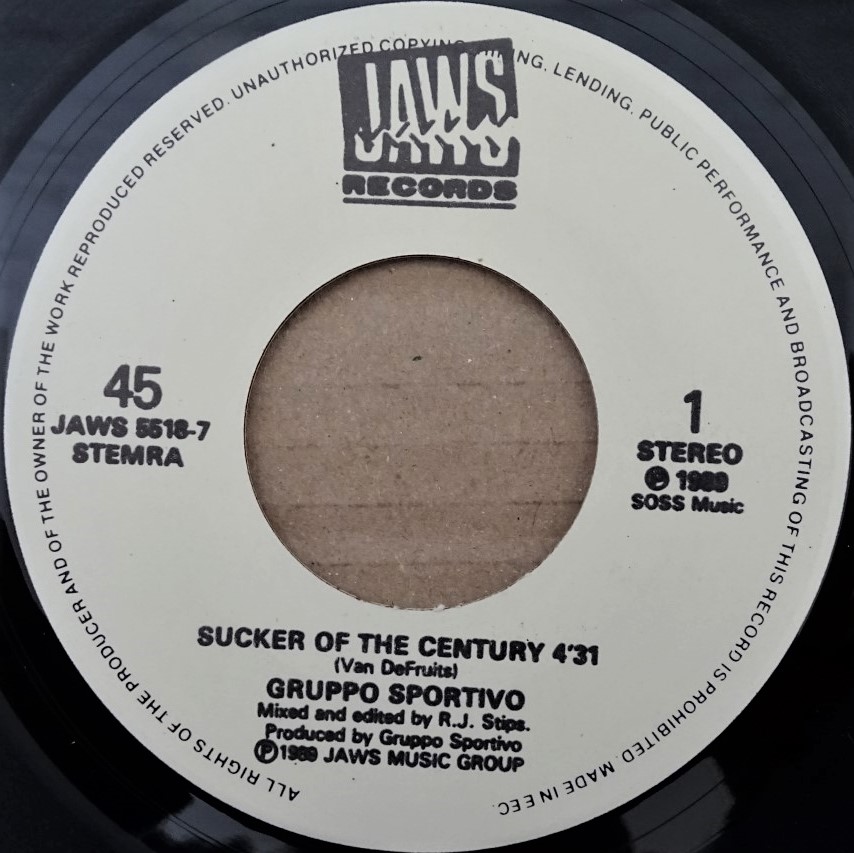 ALL RIGHTS OF THE PRODUCER AND OF THE OWNER OF THE WORK REPRODUCED RESERVED. UNAUTHORIZED COPYING, HIRING, LENDING, PUBLIC PERFORMANCE AND BROADCASTING OF THIS RECORD IS PROHIBITED. MADE IN EEC.
JAWS
RECORDS
45
JAWS 5518-7
STEMRA
1
STEREO
Ⓟ 1989
SOSS Music
SUCKER OF THE CENTURY 4'31
(Van DeFruits)
GRUPPO SPORTIVO
Mixed and edited by R.J. Stips.
Produced by Gruppo Sportivo
Ⓟ1989 JAWS MUSIC GROUP